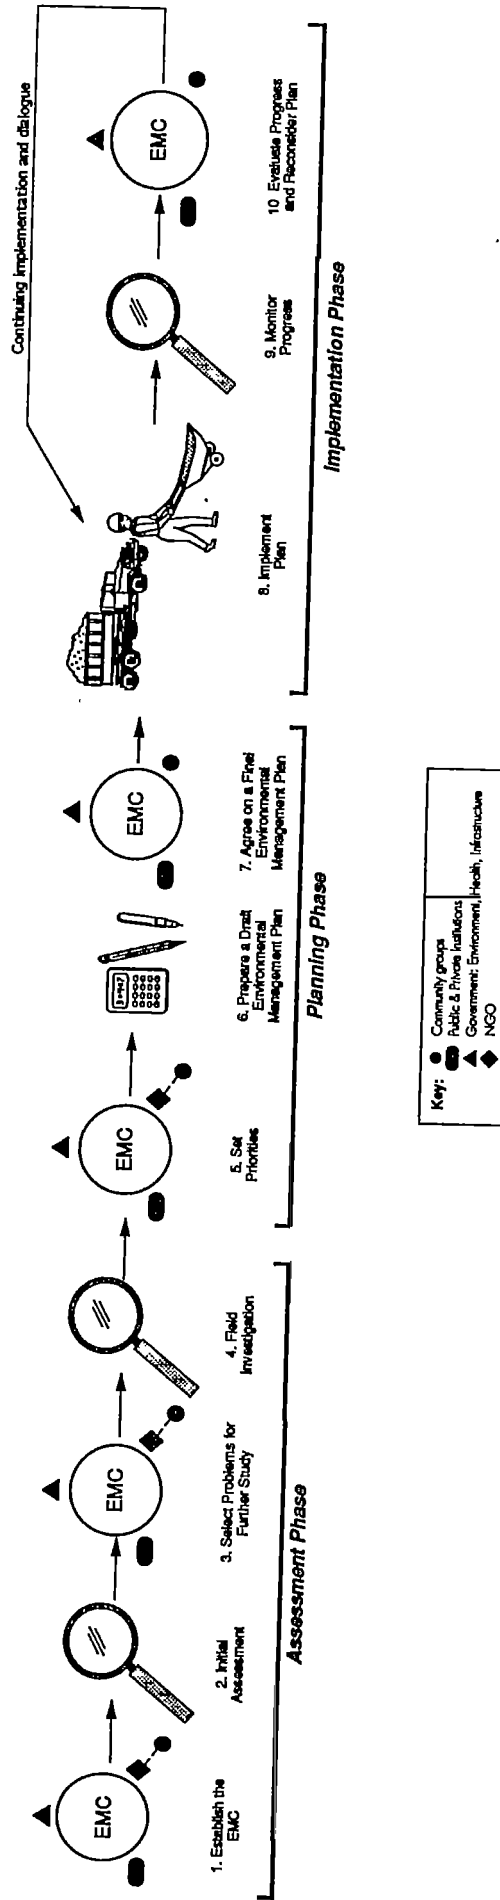 Continuing implementation and dialogue
EMC
1. Establish the
EMC
2. Initial
Assessment
EMC
3. Select Problems for
Further Study
4. Field
Investigation
Assessment Phase
EMC
5. Set
Priorities
6. Prepare a Draft
Environmental
Management Plan
EMC
7. Agree on a Final
Environmental
Management Plan
Planning Phase
8. Implement
Plan
9. Monitor
Progress
EMC
10 Evaluate Progress
and Reconsider Plan
Implementation Phase
Key:
Community groups
Public & Private Institutions
Government: Environment, Health, Infrastructure
NGO